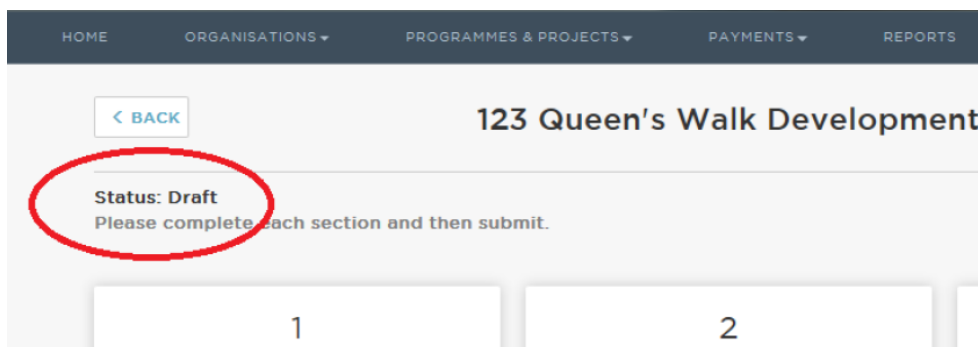 HOME ORGANISATIONS PROGRAMMES & PROJECTS PAYMENTS REPORTS
< BACK
123 Queen's Walk Development
Status: Draft
Please complete each section and then submit.
1 2